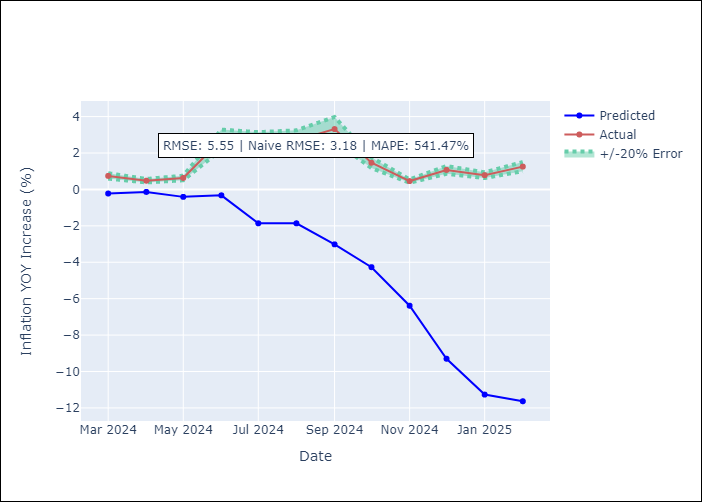 4
2
0
−2
−4
−6
−8
−10
−12
Inflation YOY Increase (%)
RMSE: 5.55 | Naive RMSE: 3.18 | MAPE: 541.47%
Predicted
Actual
+/-20% Error
Mar 2024 May 2024 Jul 2024 Sep 2024 Nov 2024 Jan 2025
Date